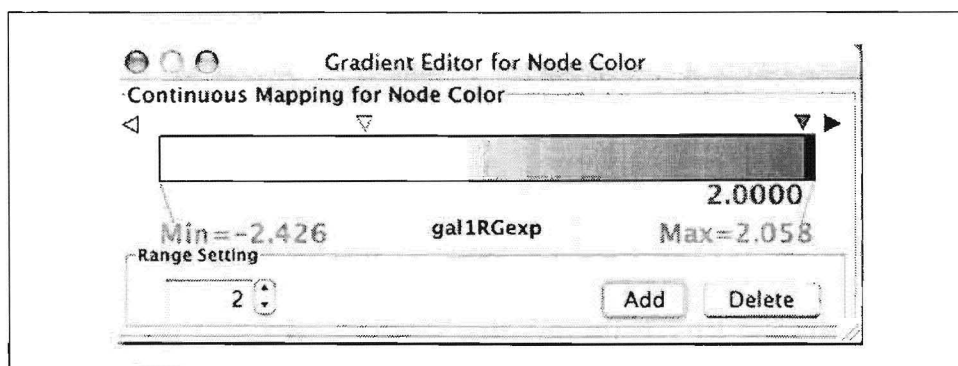 Gradient Editor for Node Color
Continuous Mapping for Node Color
2.0000
Min=-2.426
gal1RGexp
Max=2.058
Range Setting
2
Add
Delete